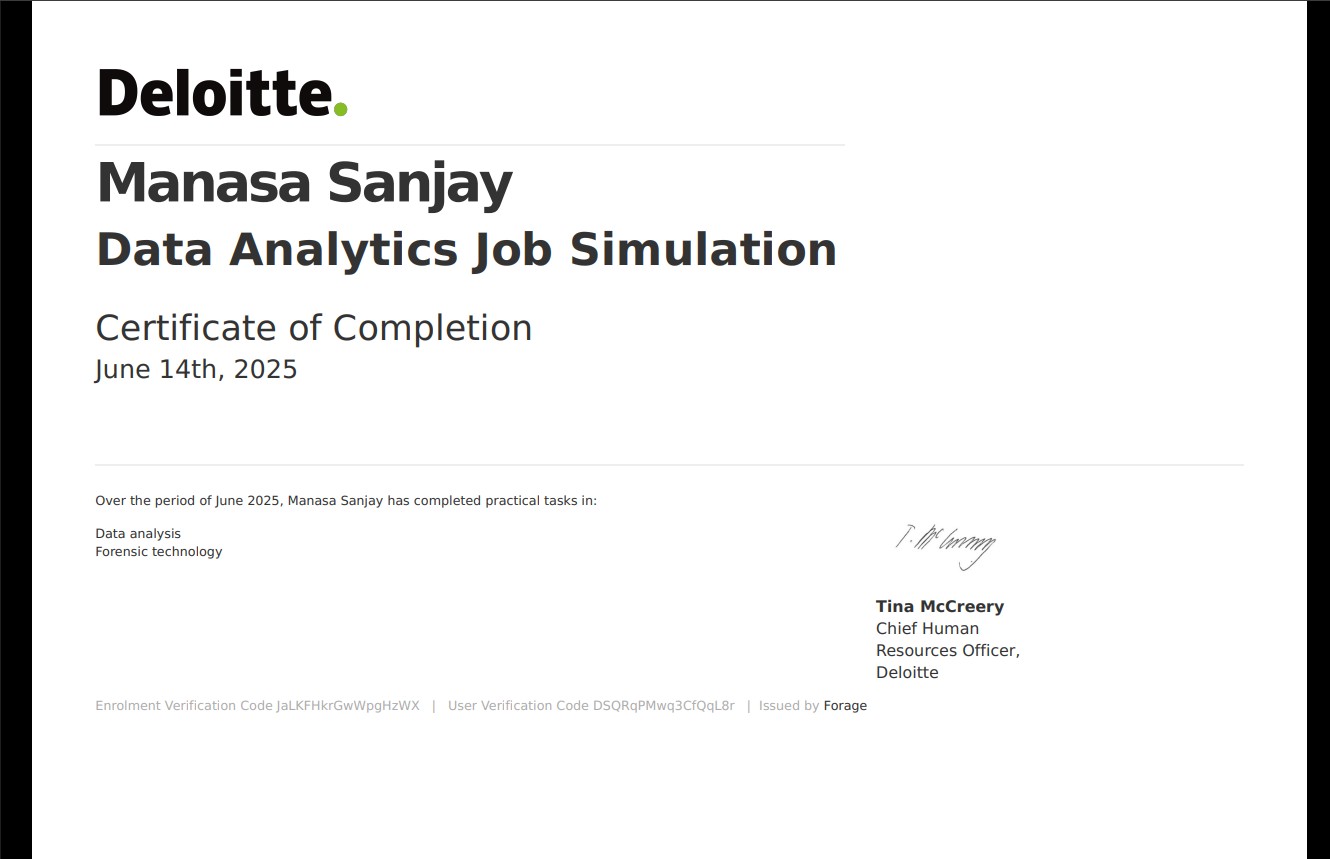 Deloitte.
Manasa Sanjay
Data Analytics Job Simulation
Certificate of Completion
June 14th, 2025
Over the period of June 2025, Manasa Sanjay has completed practical tasks in:
Data analysis
Forensic technology
T. McCreery
Tina McCreery
Chief Human
Resources Officer,
Deloitte
Enrolment Verification Code JaLKFHkrGwWpgHzWX | User Verification Code DSQRqPMwq3CfQqL8r | Issued by Forage